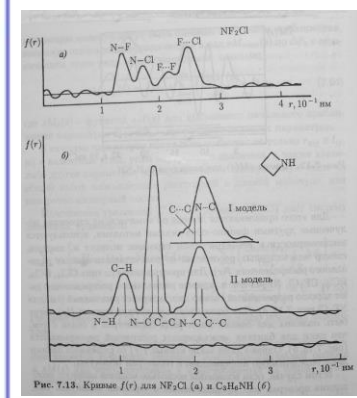 f(r)
а)
N–F
N–Cl
F···F
F···Cl
NF₂Cl
1 2 3 4 r, 10⁻¹ нм
f(r)
б)
NH
C···C N–C
I модель
C–H
II модель
N–H N–C C–C N–C C···C
1 2 3 r, 10⁻¹ нм
Рис. 7.13. Кривые f(r) для NF₂Cl (а) и C₃H₆NH (б)